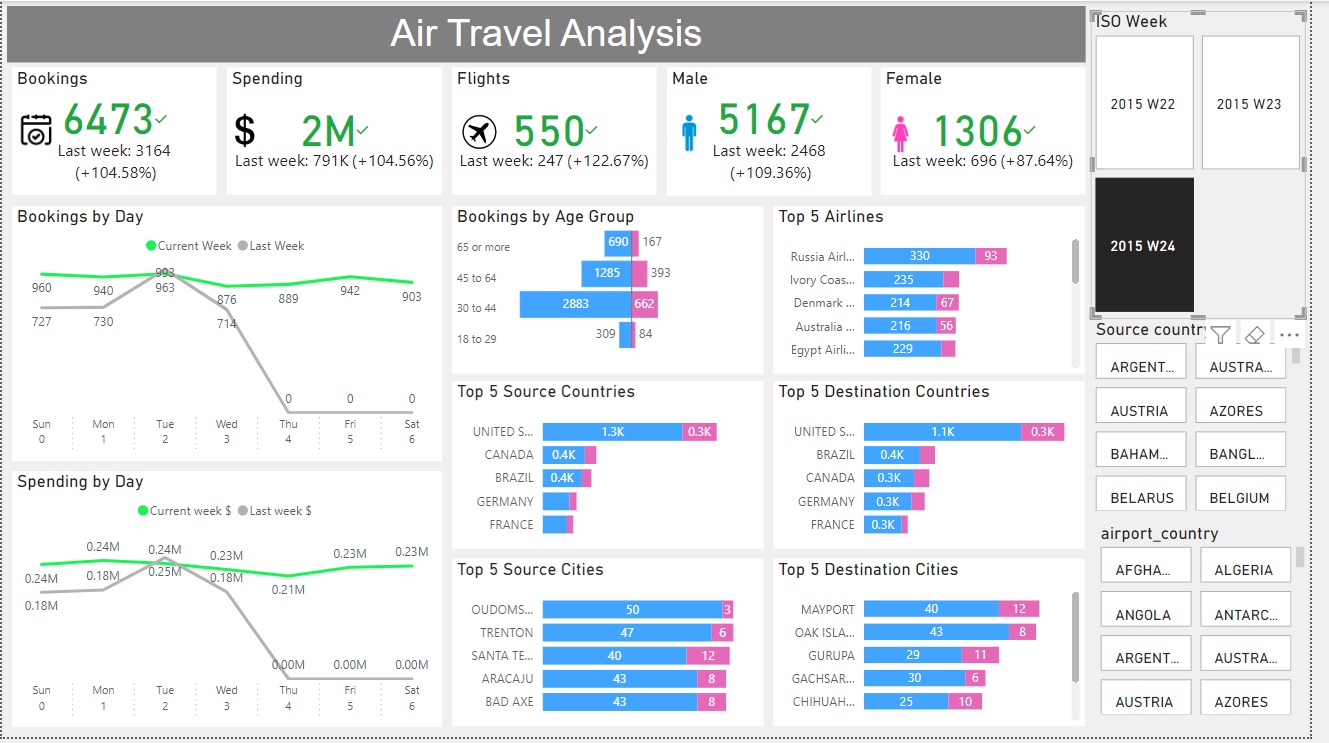 Air Travel Analysis
Bookings
6473
Last week: 3164
(+104.58%)
Spending
$
2M
Last week: 791K (+104.56%)
Flights
550
Last week: 247 (+122.67%)
Male
5167
Last week: 2468
(+109.36%)
Female
1306
Last week: 696 (+87.64%)
ISO Week
2015 W22
2015 W23
2015 W24
Bookings by Day
Current Week Last Week
993
960 940 963 876 889 942 903
727 730 714 0 0 0
Sun Mon Tue Wed Thu Fri Sat
0 1 2 3 4 5 6
Bookings by Age Group
65 or more 690 167
45 to 64 1285 393
30 to 44 2883 662
18 to 29 309 84
Top 5 Airlines
Russia Airl... 330 93
Ivory Coas... 235
Denmark ... 214 67
Australia ... 216 56
Egypt Airli... 229
Source country
ARGENT... AUSTRA...
AUSTRIA AZORES
BAHAM... BANGL...
BELARUS BELGIUM
Top 5 Source Countries
UNITED S... 1.3K 0.3K
CANADA 0.4K
BRAZIL 0.4K
GERMANY
FRANCE
Top 5 Destination Countries
UNITED S... 1.1K 0.3K
BRAZIL 0.4K
CANADA 0.3K
GERMANY 0.3K
FRANCE 0.3K
Spending by Day
Current week $ Last week $
0.24M 0.24M 0.24M 0.23M 0.21M 0.23M 0.23M
0.18M 0.18M 0.25M 0.18M 0.00M 0.00M 0.00M
Sun Mon Tue Wed Thu Fri Sat
0 1 2 3 4 5 6
Top 5 Source Cities
OUDOMS... 50 3
TRENTON 47 6
SANTA TE... 40 12
ARACAJU 43 8
BAD AXE 43 8
Top 5 Destination Cities
MAYPORT 40 12
OAK ISLA... 43 8
GURUPA 29 11
GACHSAR... 30 6
CHIHUAH... 25 10
airport_country
AFGHA... ALGERIA
ANGOLA ANTARC...
ARGENT... AUSTRA...
AUSTRIA AZORES